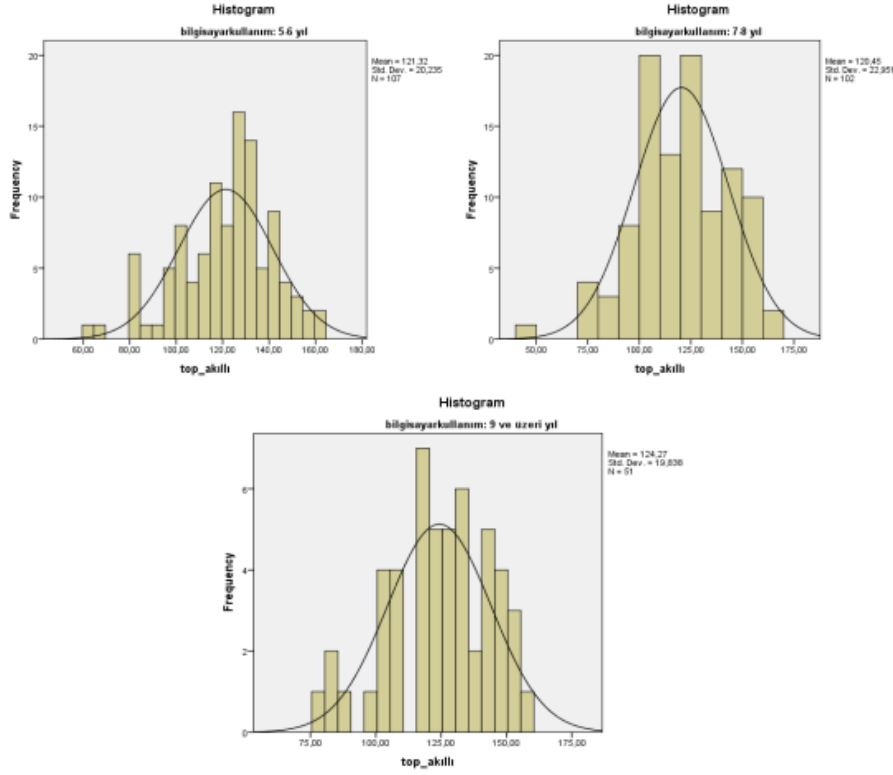 Histogram
bilgisayarkullanım: 5-6 yıl
Mean = 121,32
Std. Dev. = 20,235
N = 107
Frequency
20
15
10
5
0
60,00 80,00 100,00 120,00 140,00 160,00 180,00
top_akıllı
Histogram
bilgisayarkullanım: 7-8 yıl
Mean = 120,45
Std. Dev. = 22,951
N = 102
Frequency
20
15
10
5
0
50,00 75,00 100,00 125,00 150,00 175,00
top_akıllı
Histogram
bilgisayarkullanım: 9 ve üzeri yıl
Mean = 124,27
Std. Dev. = 19,838
N = 51
Frequency
6
4
2
0
75,00 100,00 125,00 150,00 175,00
top_akıllı